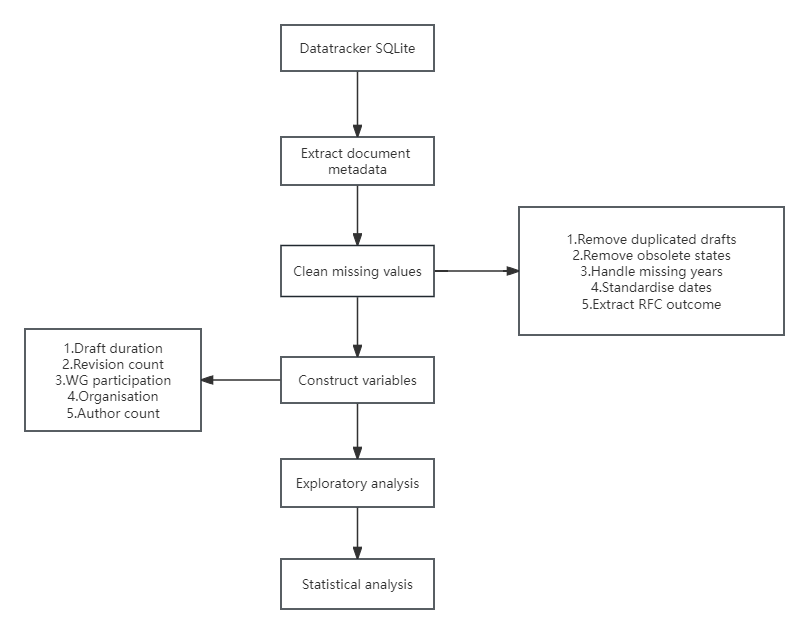 Datatracker SQLite
Extract document
metadata
Clean missing values
1.Remove duplicated drafts
2.Remove obsolete states
3.Handle missing years
4.Standardise dates
5.Extract RFC outcome
Construct variables
1.Draft duration
2.Revision count
3.WG participation
4.Organisation
5.Author count
Exploratory analysis
Statistical analysis